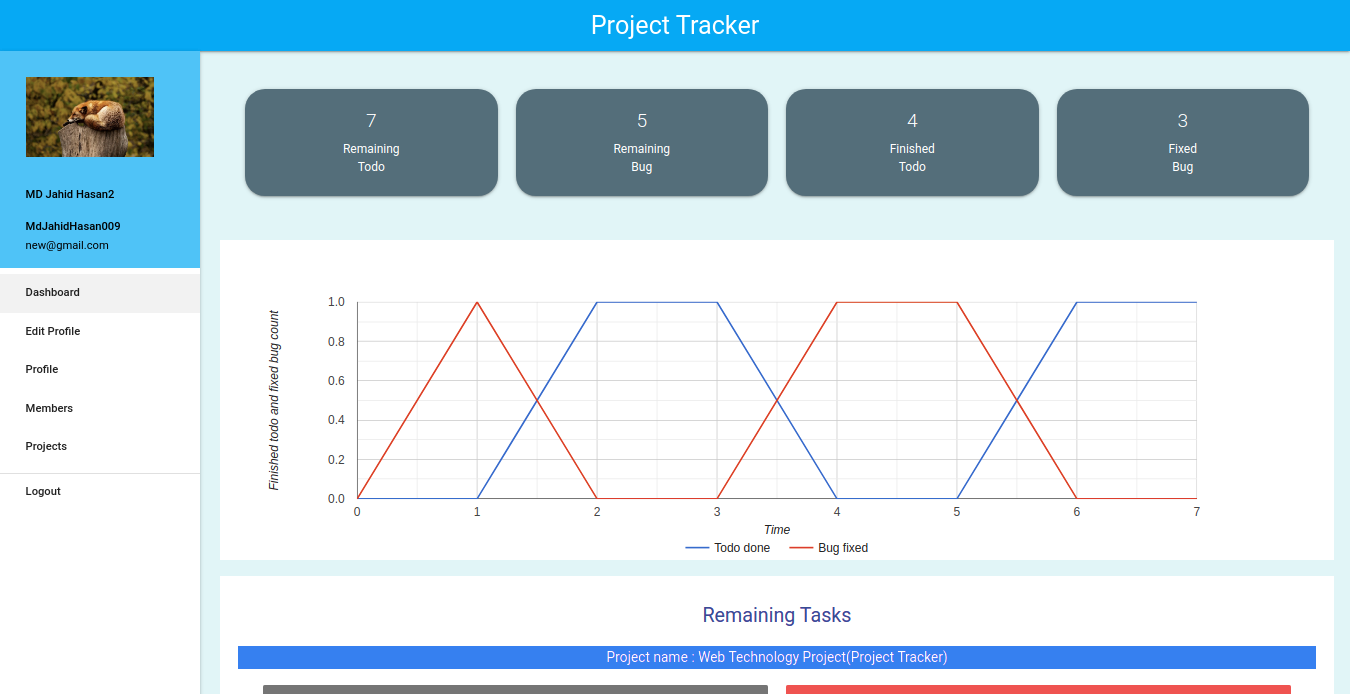 Project Tracker
MD Jahid Hasan2
MdJahidHasan009
new@gmail.com
Dashboard
Edit Profile
Profile
Members
Projects
Logout
7
Remaining
Todo
5
Remaining
Bug
4
Finished
Todo
3
Fixed
Bug
Finished todo and fixed bug count
1.0
0.8
0.6
0.4
0.2
0.0
0 1 2 3 4 5 6 7
Time
Todo done Bug fixed
Remaining Tasks
Project name : Web Technology Project(Project Tracker)